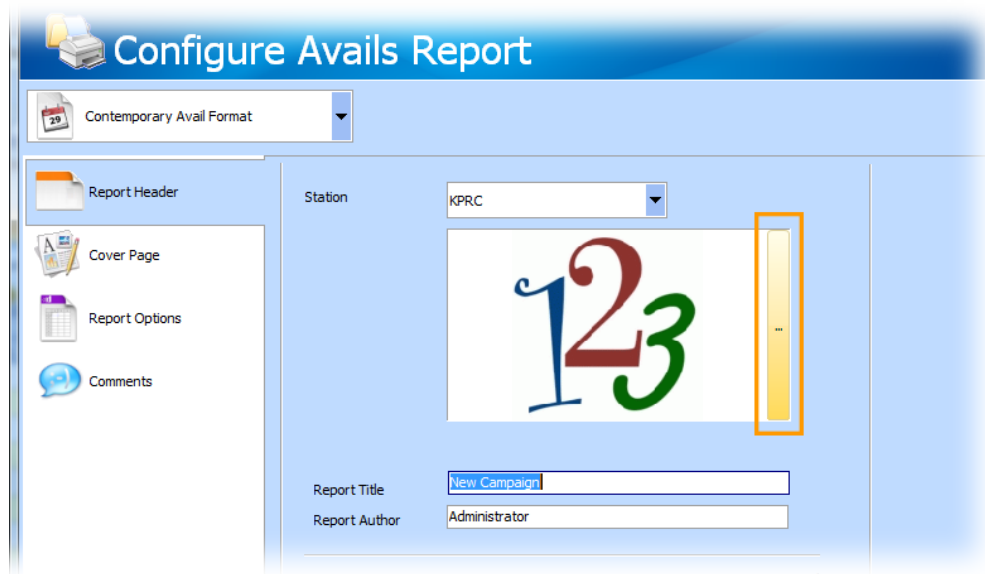 Configure Avails Report
29
Contemporary Avail Format
Report Header
Station
KPRC
A
Cover Page
123
Report Options
...
Comments
Report Title
New Campaign
Report Author
Administrator